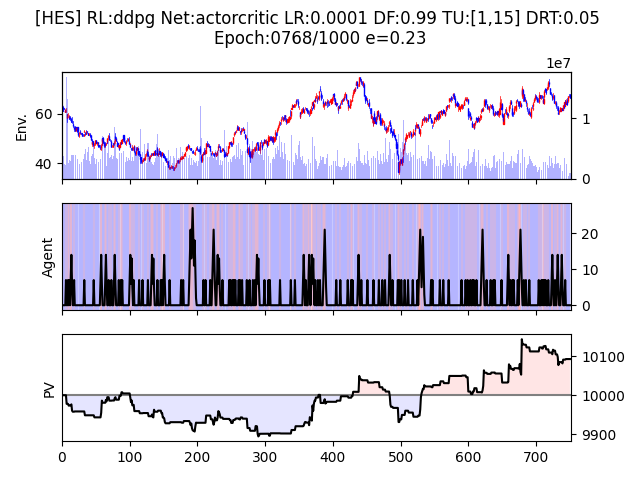 [HES] RL:ddpg Net:actorcritic LR:0.0001 DF:0.99 TU:[1,15] DRT:0.05
Epoch:0768/1000 e=0.23
1e7
Env.
60
40
1
0
Agent
20
10
0
PV
10100
10000
9900
0 100 200 300 400 500 600 700